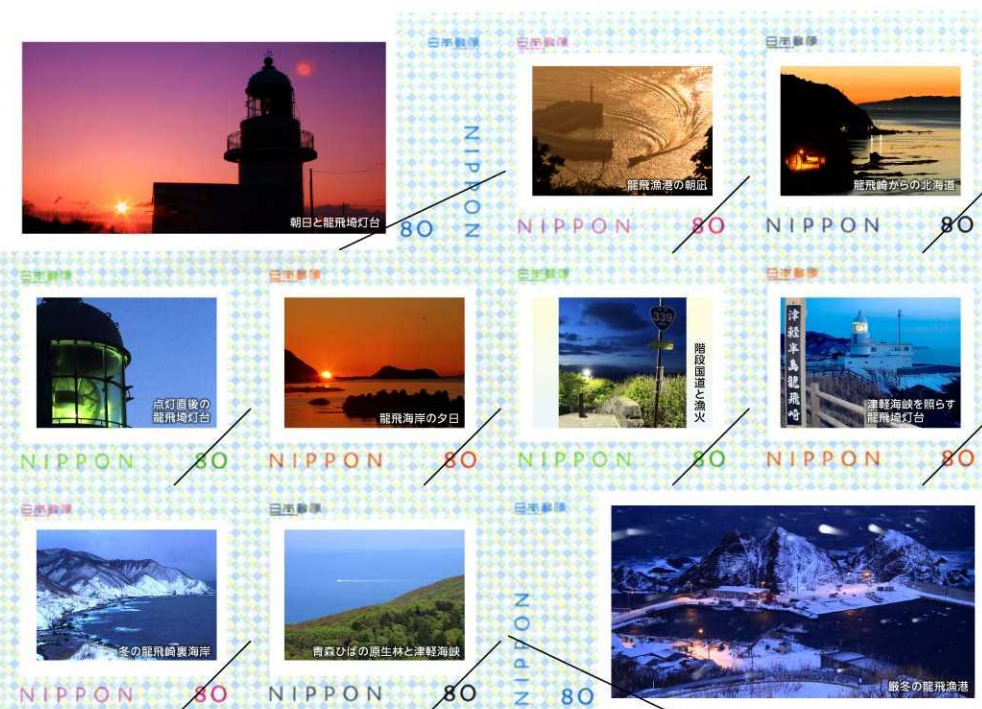 朝日と龍飛埼灯台
日本郵便
NIPPON
80
日本郵便
龍飛漁港の朝凪
NIPPON 80
日本郵便
龍飛崎からの北海道
NIPPON 80
日本郵便
点灯直後の
龍飛埼灯台
NIPPON 80
日本郵便
龍飛海岸の夕日
NIPPON 80
日本郵便
339
階段国道と漁火
NIPPON 80
日本郵便
津軽半島龍飛崎
津軽海峡を照らす
龍飛埼灯台
NIPPON 80
日本郵便
冬の龍飛崎裏海岸
NIPPON 80
日本郵便
青森ひばの原生林と津軽海峡
NIPPON 80
日本郵便
NIPPON
80
厳冬の龍飛漁港